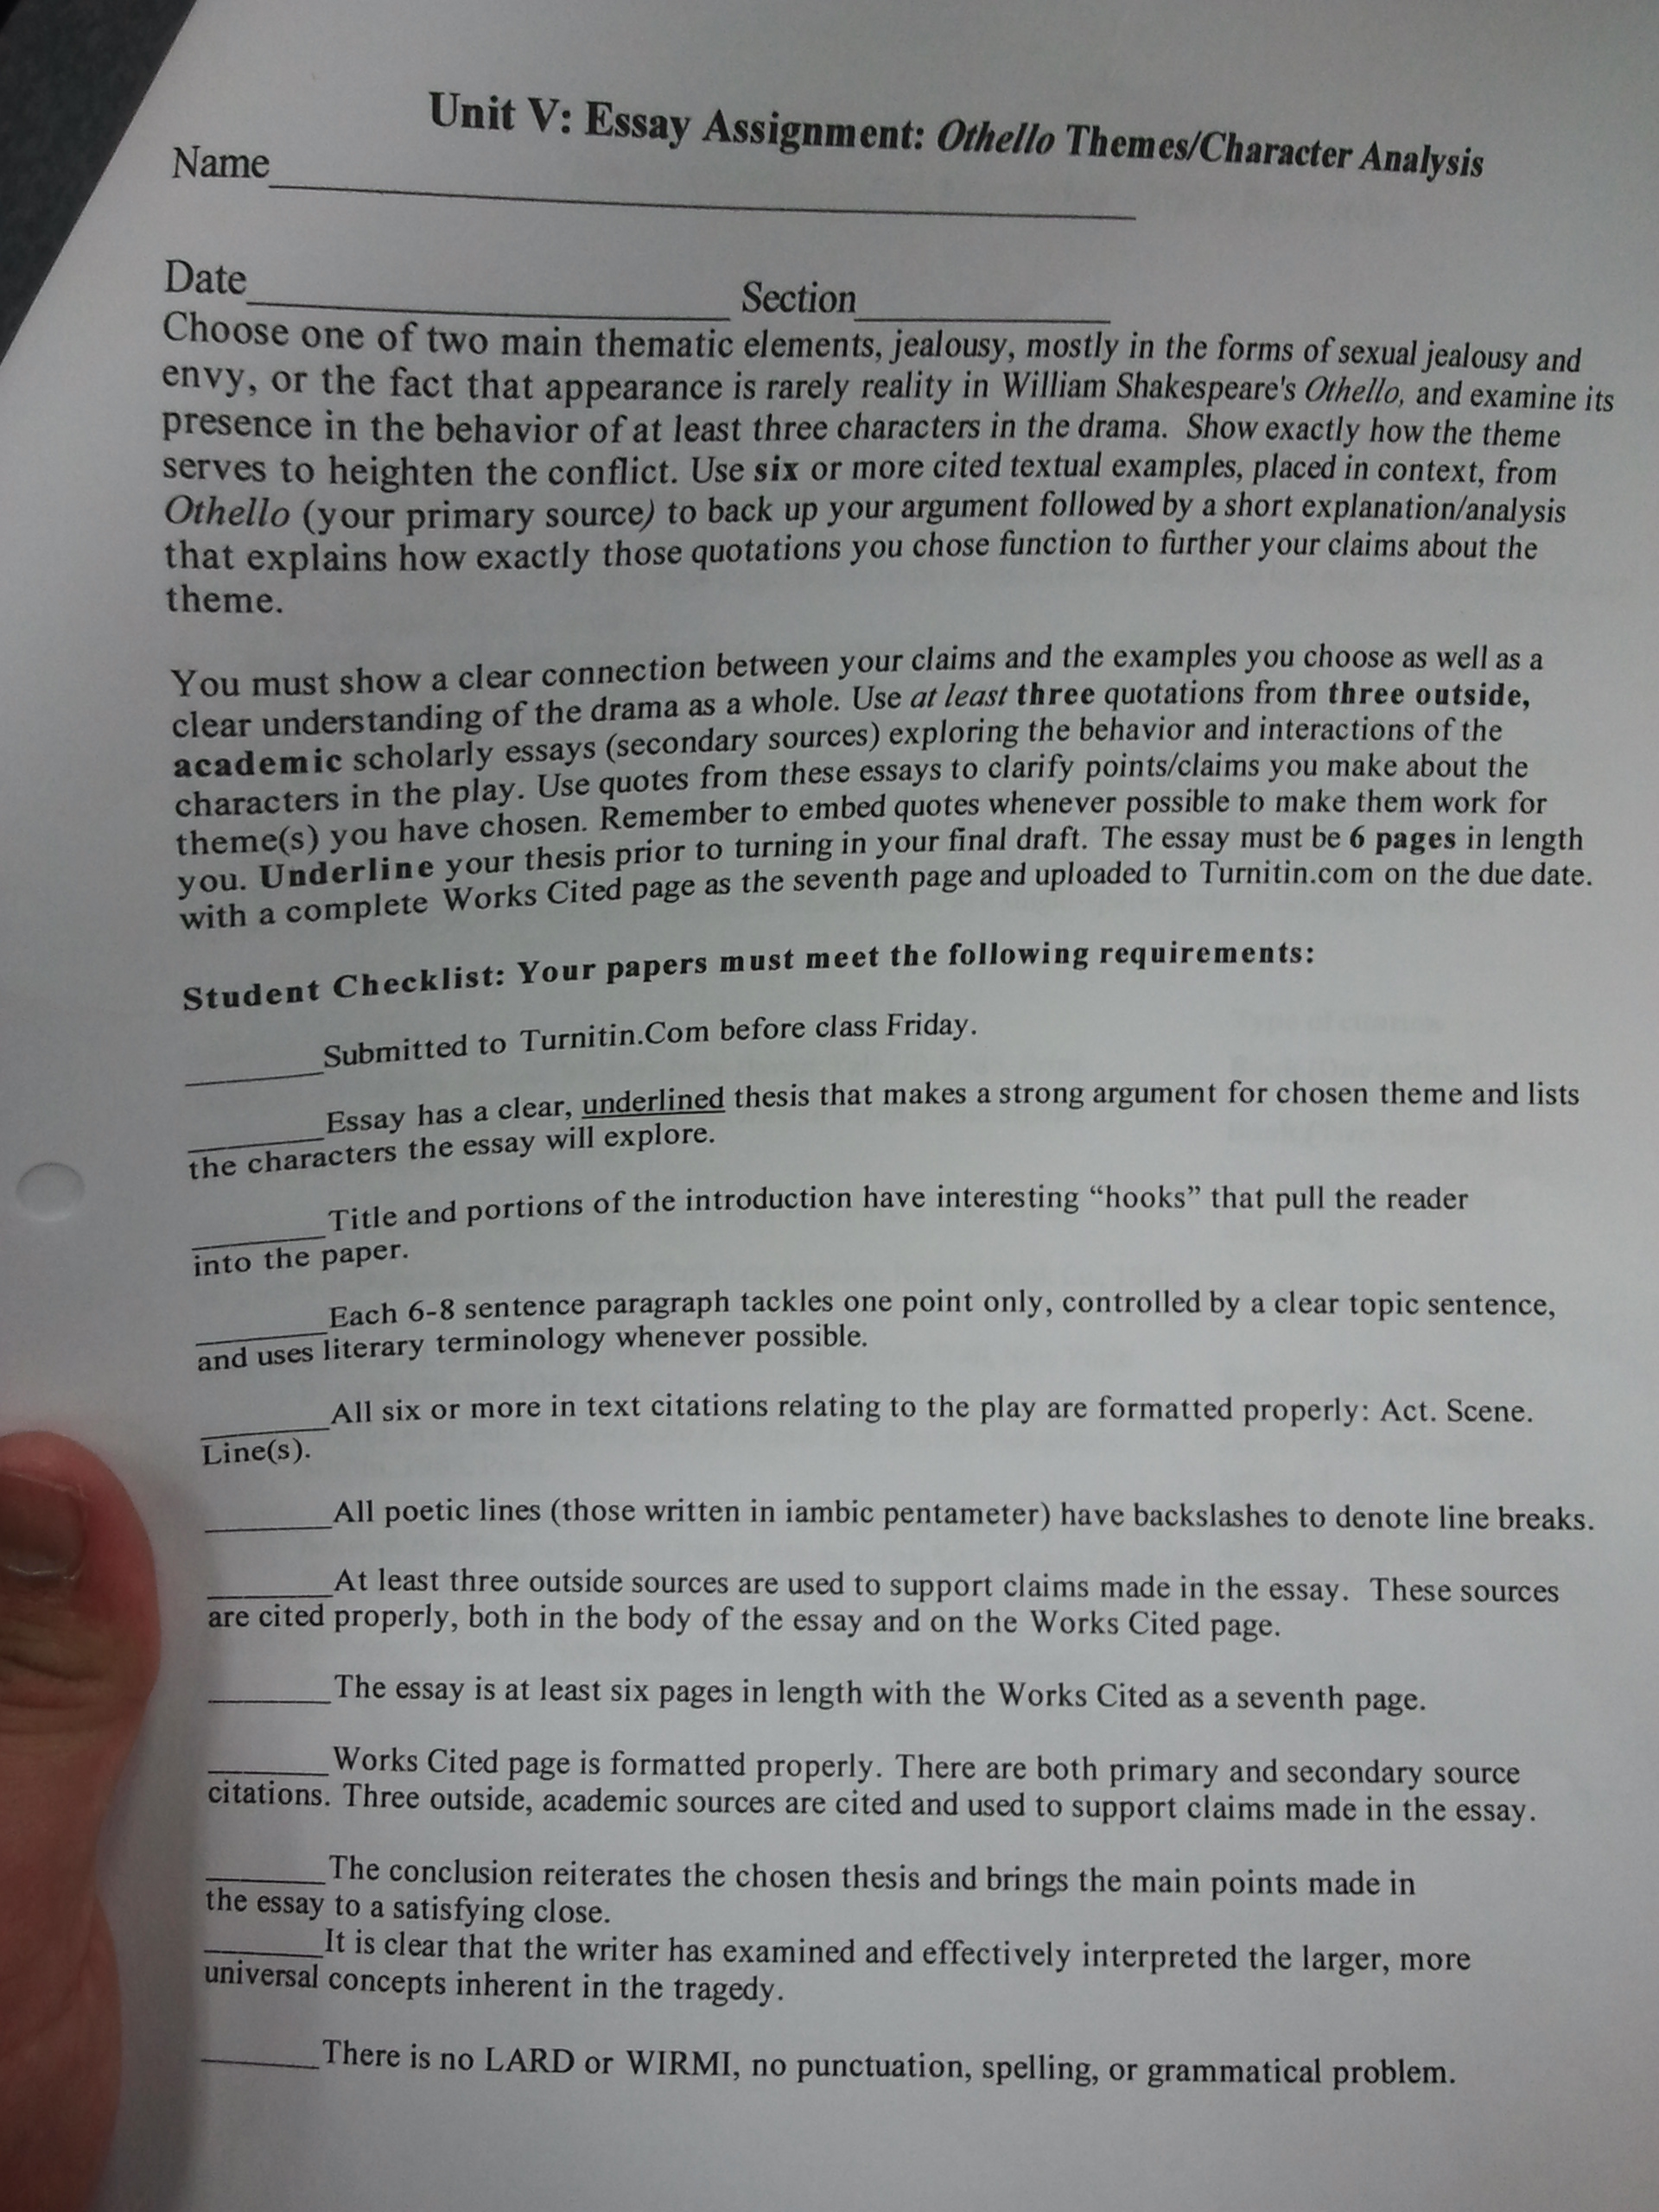 Unit V: Essay Assignment: Othello Themes/Character Analysis
Name
Date Section
Choose one of two main thematic elements, jealousy, mostly in the forms of sexual jealousy and
envy, or the fact that appearance is rarely reality in William Shakespeare's Othello, and examine its
presence in the behavior of at least three characters in the drama. Show exactly how the theme
serves to heighten the conflict. Use six or more cited textual examples, placed in context, from
Othello (your primary source) to back up your argument followed by a short explanation/analysis
that explains how exactly those quotations you chose function to further your claims about the
theme.
You must show a clear connection between your claims and the examples you choose as well as a
clear understanding of the drama as a whole. Use at least three quotations from three outside,
academic scholarly essays (secondary sources) exploring the behavior and interactions of the
characters in the play. Use quotes from these essays to clarify points/claims you make about the
theme(s) you have chosen. Remember to embed quotes whenever possible to make them work for
you. Underline your thesis prior to turning in your final draft. The essay must be 6 pages in length
with a complete Works Cited page as the seventh page and uploaded to Turnitin.com on the due date.
Student Checklist: Your papers must meet the following requirements:
Submitted to Turnitin.Com before class Friday.
Essay has a clear, underlined thesis that makes a strong argument for chosen theme and lists
the characters the essay will explore.
Title and portions of the introduction have interesting “hooks” that pull the reader
into the paper.
Each 6-8 sentence paragraph tackles one point only, controlled by a clear topic sentence,
and uses literary terminology whenever possible.
All six or more in text citations relating to the play are formatted properly: Act. Scene.
Line(s).
All poetic lines (those written in iambic pentameter) have backslashes to denote line breaks.
At least three outside sources are used to support claims made in the essay. These sources
are cited properly, both in the body of the essay and on the Works Cited page.
The essay is at least six pages in length with the Works Cited as a seventh page.
Works Cited page is formatted properly. There are both primary and secondary source
citations. Three outside, academic sources are cited and used to support claims made in the essay.
The conclusion reiterates the chosen thesis and brings the main points made in
the essay to a satisfying close.
It is clear that the writer has examined and effectively interpreted the larger, more
universal concepts inherent in the tragedy.
There is no LARD or WIRMI, no punctuation, spelling, or grammatical problem.